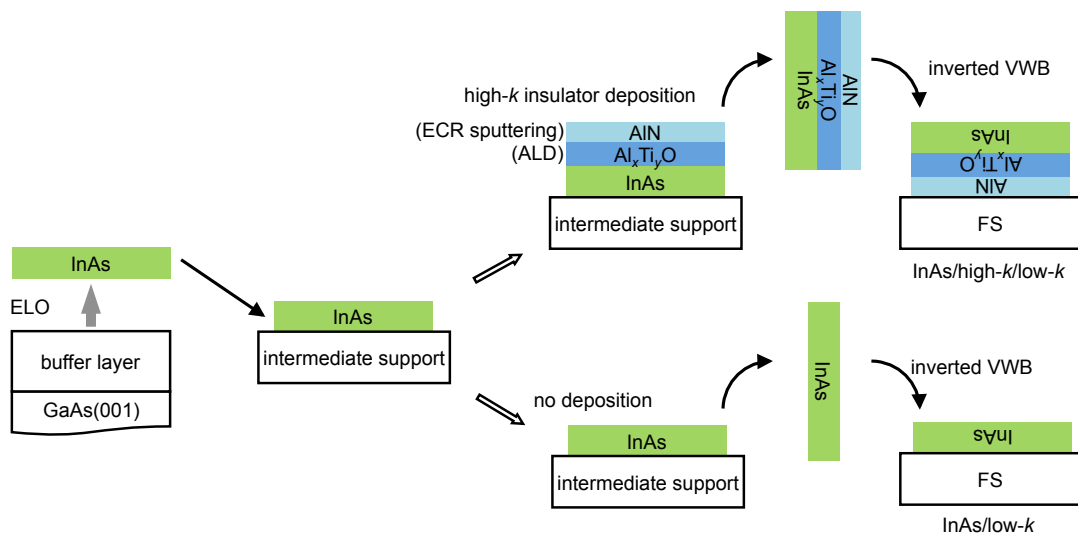 InAs
ELO
buffer layer
GaAs(001)
InAs
intermediate support
high-k insulator deposition
(ECR sputtering)
(ALD)
AlN
AlxTiyO
InAs
intermediate support
InAs
AlxTiyO
AlN
inverted VWB
InAs
AlxTiyO
AlN
FS
InAs/high-k/low-k
no deposition
InAs
intermediate support
InAs
inverted VWB
InAs
FS
InAs/low-k